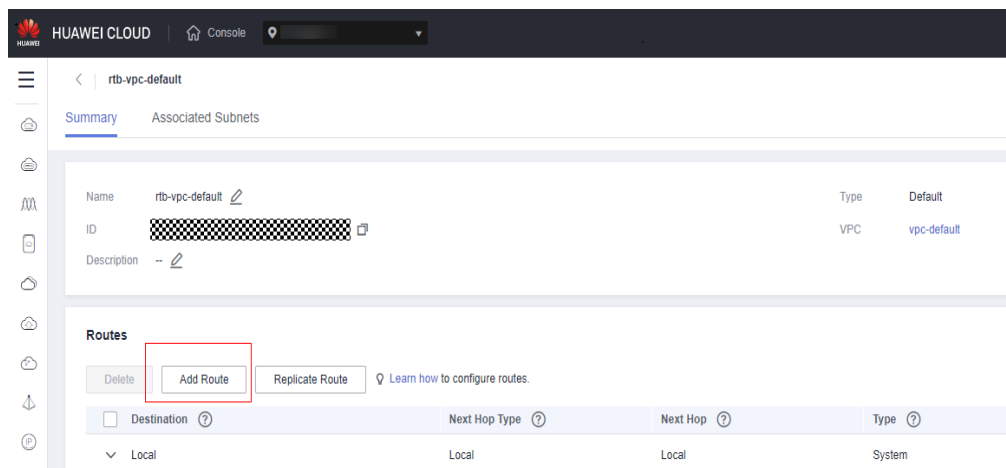 HUAWEI HUAWEI CLOUD Console
rtb-vpc-default
Summary Associated Subnets
Name rtb-vpc-default Type Default
ID VPC vpc-default
Description --
Routes
Delete Add Route Replicate Route Learn how to configure routes.
Destination ? Next Hop Type ? Next Hop ? Type ?
Local Local Local System
IP